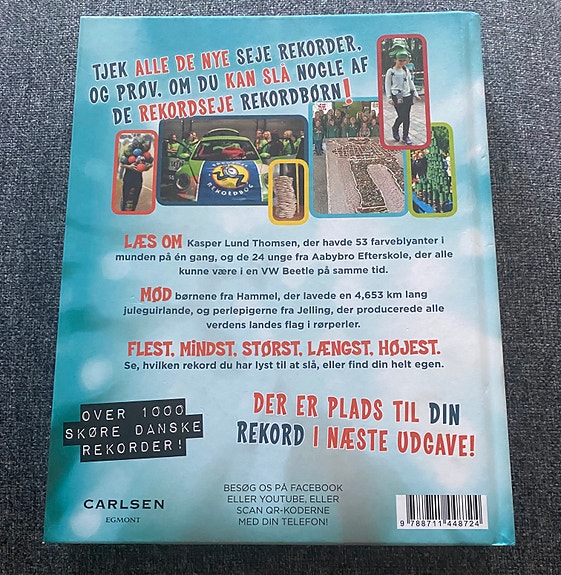 TJEK ALLE DE NYE SEJE REKORDER,
OG PRØV, OM DU KAN SLÅ NOGLE AF
DE REKORDSEJE REKORDBØRN!
REKORDBOG
LÆS OM Kasper Lund Thomsen, der havde 53 farveblyanter i
munden på én gang, og de 24 unge fra Aabybro Efterskole, der alle
kunne være i en VW Beetle på samme tid.
MØD børnene fra Hammel, der lavede en 4,653 km lang
juleguirlande, og perlepigerne fra Jelling, der producerede alle
verdens landes flag i rørperler.
FLEST, MINDST, STØRST, LÆNGST, HØJEST.
Se, hvilken rekord du har lyst til at slå, eller find din helt egen.
OVER 1000
SKØRE DANSKE
REKORDER!
DER ER PLADS TIL DIN
REKORD I NÆSTE UDGAVE!
CARLSEN
EGMONT
BESØG OS PÅ FACEBOOK
ELLER YOUTUBE, ELLER
SCAN QR-KODERNE
MED DIN TELEFON!
9 788711 448724